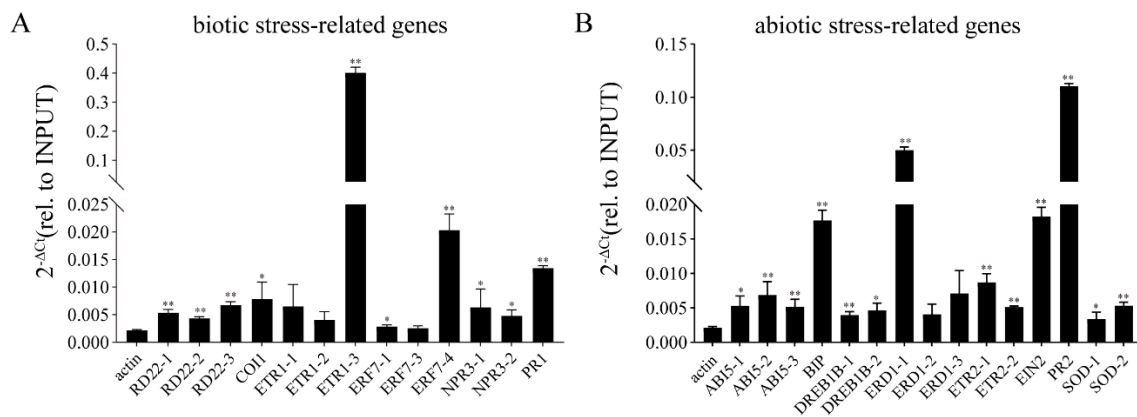 A
biotic stress-related genes
2^-ΔCt(rel. to INPUT)
0.5
0.4
0.3
0.2
0.1
0.025
0.020
0.015
0.010
0.005
0.000
** ** ** * ** * ** * * **
actin RD22-1 RD22-2 RD22-3 COI1 ETR1-1 ETR1-2 ETR1-3 ERF7-1 ERF7-3 ERF7-4 NPR3-1 NPR3-2 PR1
B
abiotic stress-related genes
2^-ΔCt(rel. to INPUT)
0.15
0.10
0.05
0.020
0.015
0.010
0.005
0.000
* ** ** ** ** * ** ** ** ** ** * **
actin ABI5-1 ABI5-2 ABI5-3 BIP DREB1B-1 DREB1B-2 ERD1-1 ERD1-2 ERD1-3 ETR2-1 ETR2-2 EIN2 PR2 SOD-1 SOD-2